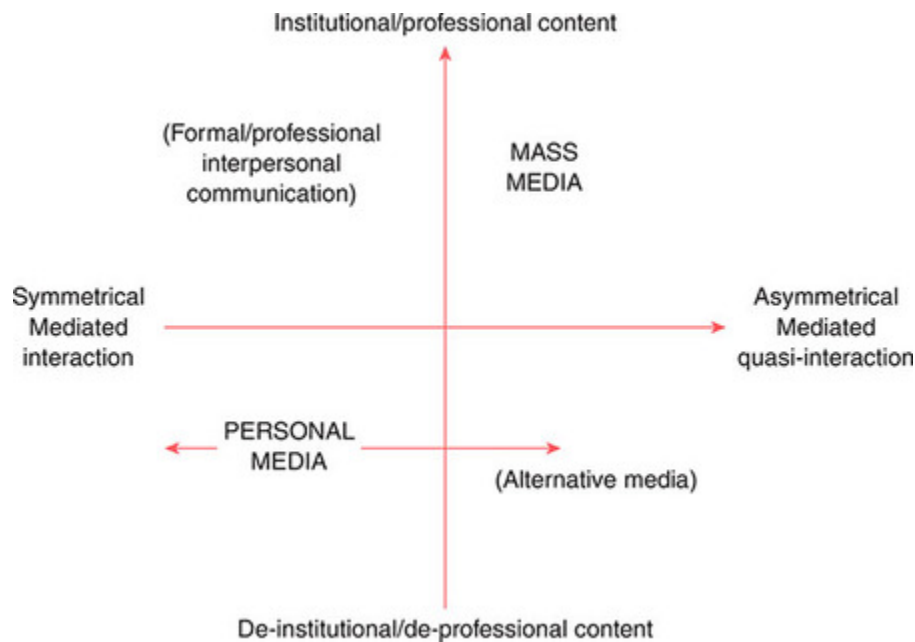 Institutional/professional content
(Formal/professional
interpersonal
communication)
MASS
MEDIA
Symmetrical
Mediated
interaction
Asymmetrical
Mediated
quasi-interaction
PERSONAL
MEDIA
(Alternative media)
De-institutional/de-professional content